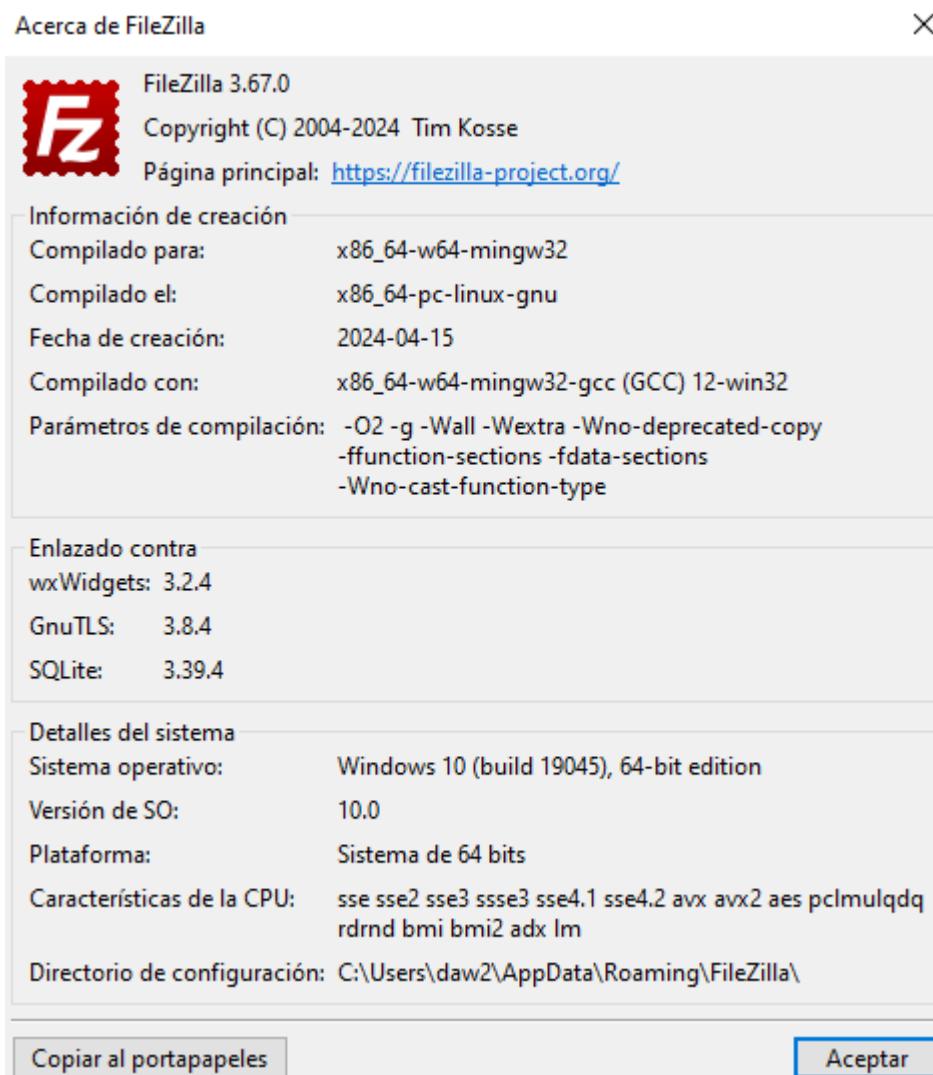 Acerca de FileZilla
Fz
FileZilla 3.67.0
Copyright (C) 2004-2024 Tim Kosse
Página principal: https://filezilla-project.org/
Información de creación
Compilado para: x86_64-w64-mingw32
Compilado el: x86_64-pc-linux-gnu
Fecha de creación: 2024-04-15
Compilado con: x86_64-w64-mingw32-gcc (GCC) 12-win32
Parámetros de compilación: -O2 -g -Wall -Wextra -Wno-deprecated-copy
-ffunction-sections -fdata-sections
-Wno-cast-function-type
Enlazado contra
wxWidgets: 3.2.4
GnuTLS: 3.8.4
SQLite: 3.39.4
Detalles del sistema
Sistema operativo: Windows 10 (build 19045), 64-bit edition
Versión de SO: 10.0
Plataforma: Sistema de 64 bits
Características de la CPU: sse sse2 sse3 ssse3 sse4.1 sse4.2 avx avx2 aes pclmulqdq
rdrnd bmi bmi2 adx lm
Directorio de configuración: C:\Users\daw2\AppData\Roaming\FileZilla\
Copiar al portapapeles Aceptar